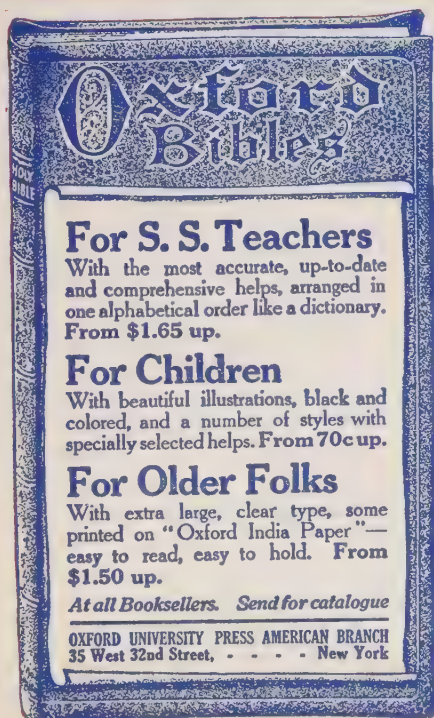 Oxford
Bibles
HOLY
BIBLE
For S. S. Teachers
With the most accurate, up-to-date
and comprehensive helps, arranged in
one alphabetical order like a dictionary.
From $1.65 up.
For Children
With beautiful illustrations, black and
colored, and a number of styles with
specially selected helps. From 70c up.
For Older Folks
With extra large, clear type, some
printed on "Oxford India Paper"—
easy to read, easy to hold. From
$1.50 up.
At all Booksellers. Send for catalogue
OXFORD UNIVERSITY PRESS AMERICAN BRANCH
35 West 32nd Street, - - - - New York